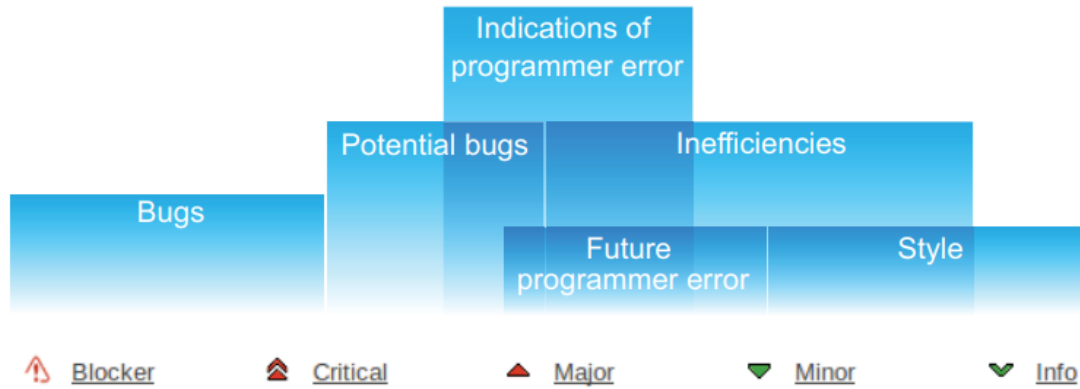 Indications of
programmer error
Potential bugs
Inefficiencies
Bugs
Future
programmer error
Style
Blocker
Critical
Major
Minor
Info